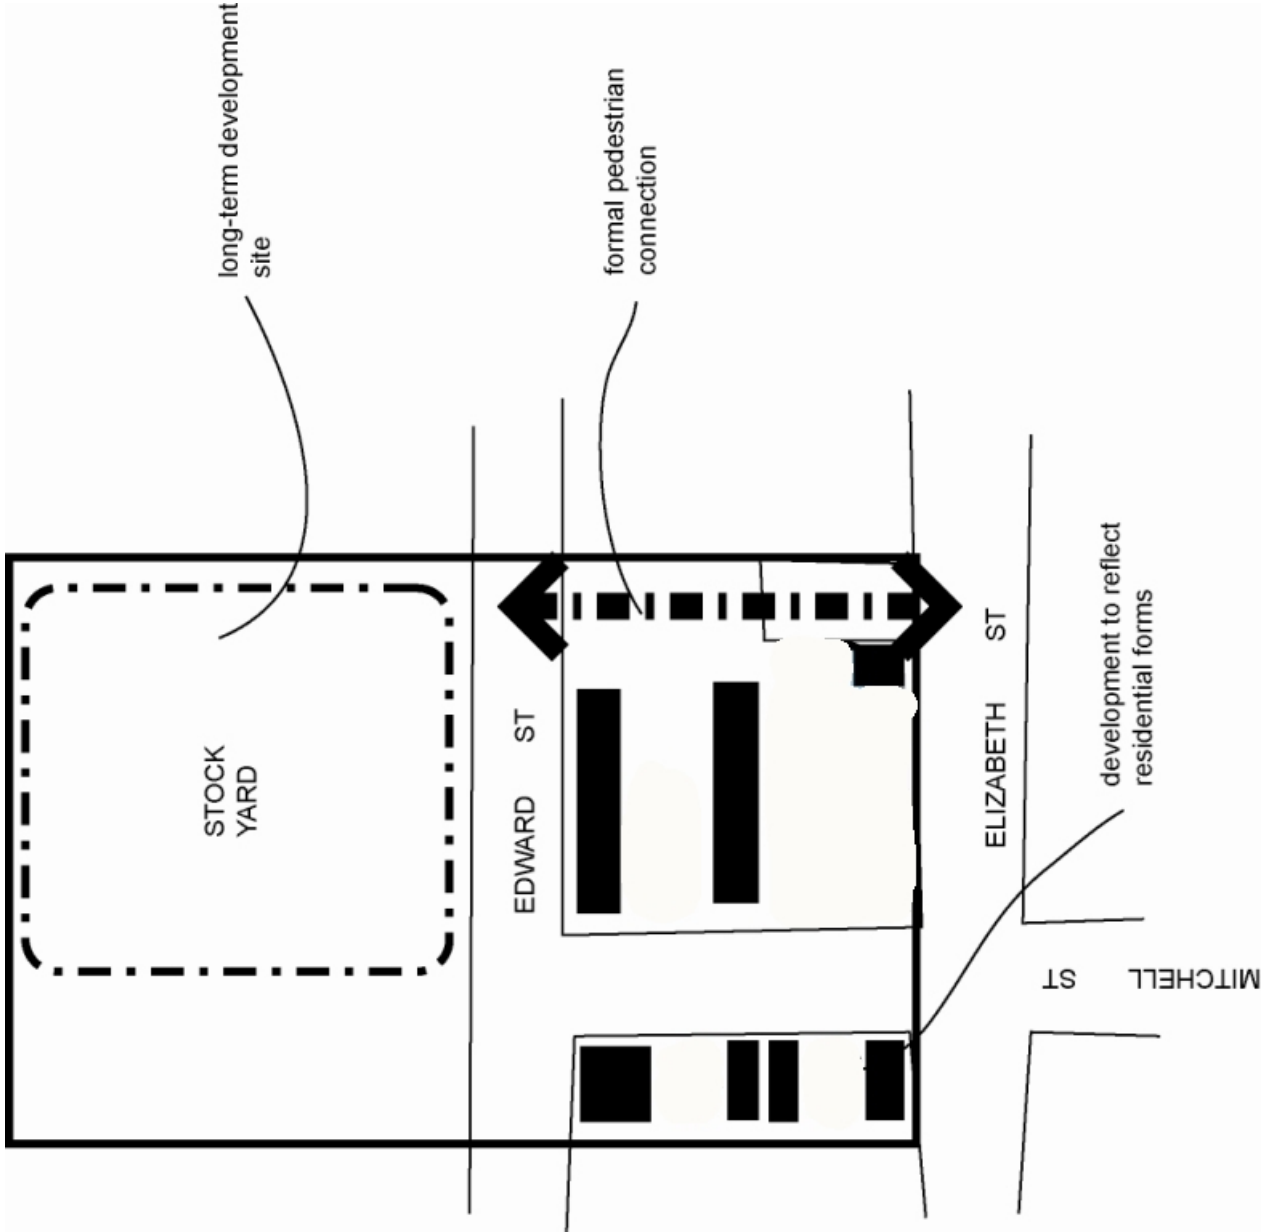 long-term development
site
formal pedestrian
connection
STOCK
YARD
EDWARD ST
ELIZABETH ST
development to reflect
residential forms
MITCHELL ST